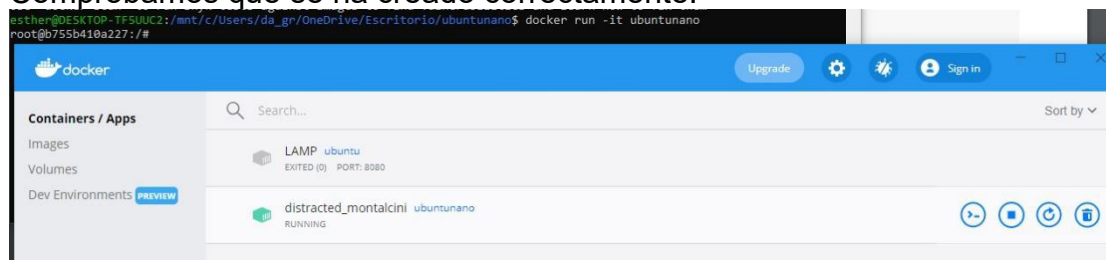 Comprobamos que se ha creado correctamente.
esther@DESKTOP-TF5UUC2:/mnt/c/Users/da_gr/OneDrive/Escritorio/ubuntunano$ docker run -it ubuntunano
root@b755b410a227:/#
docker
Upgrade
Sign in
Containers / Apps
Search...
Sort by
Images
Volumes
Dev Environments PREVIEW
LAMP ubuntu
EXITED (0) PORT: 8080
distracted_montalcini ubuntunano
RUNNING